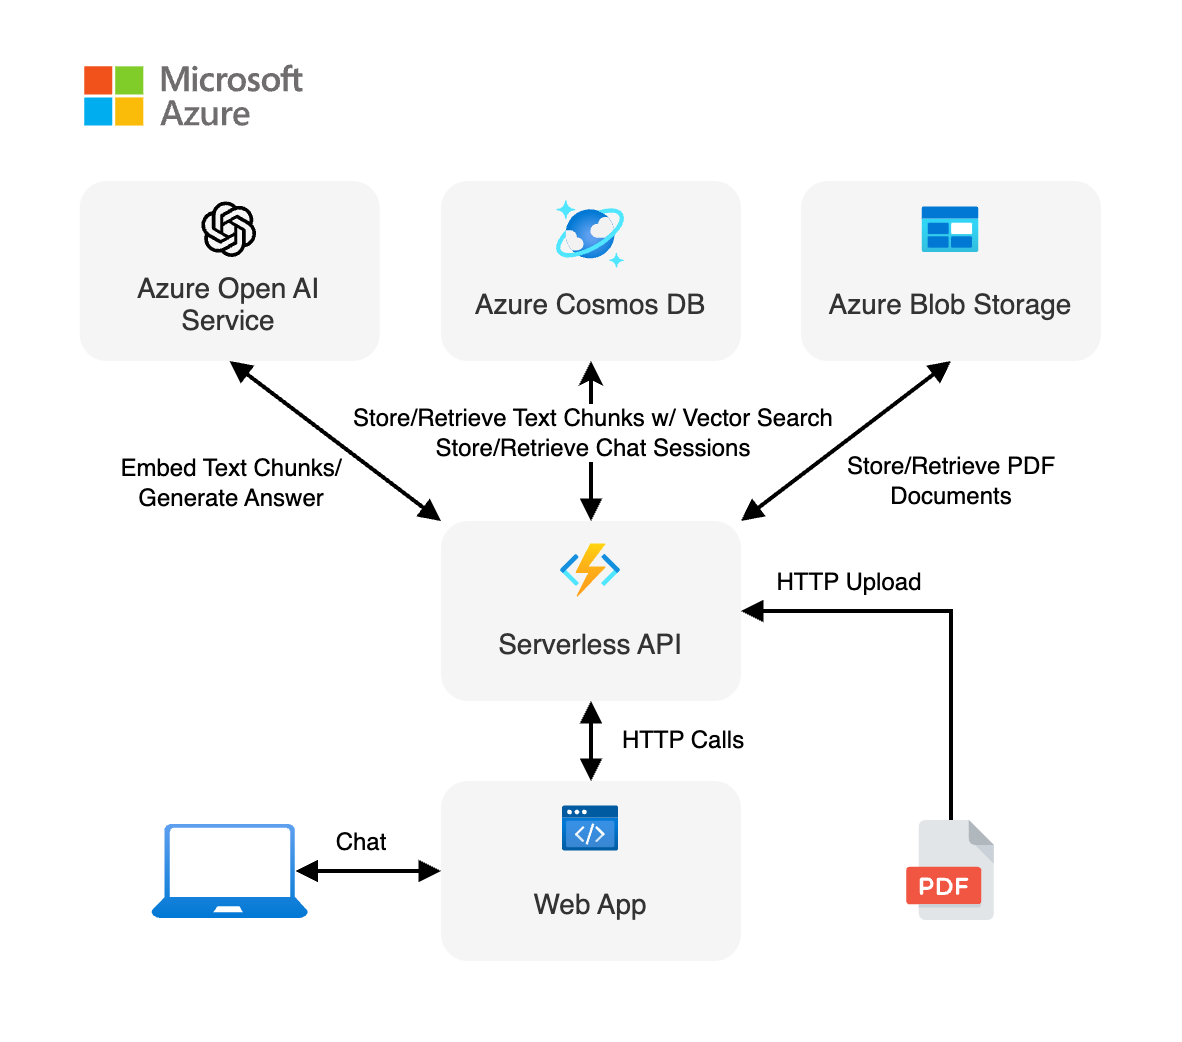 Microsoft
Azure
Azure Open AI
Service
Azure Cosmos DB
Azure Blob Storage
Store/Retrieve Text Chunks w/ Vector Search
Store/Retrieve Chat Sessions
Embed Text Chunks/
Generate Answer
Store/Retrieve PDF
Documents
HTTP Upload
Serverless API
HTTP Calls
Chat
Web App
PDF